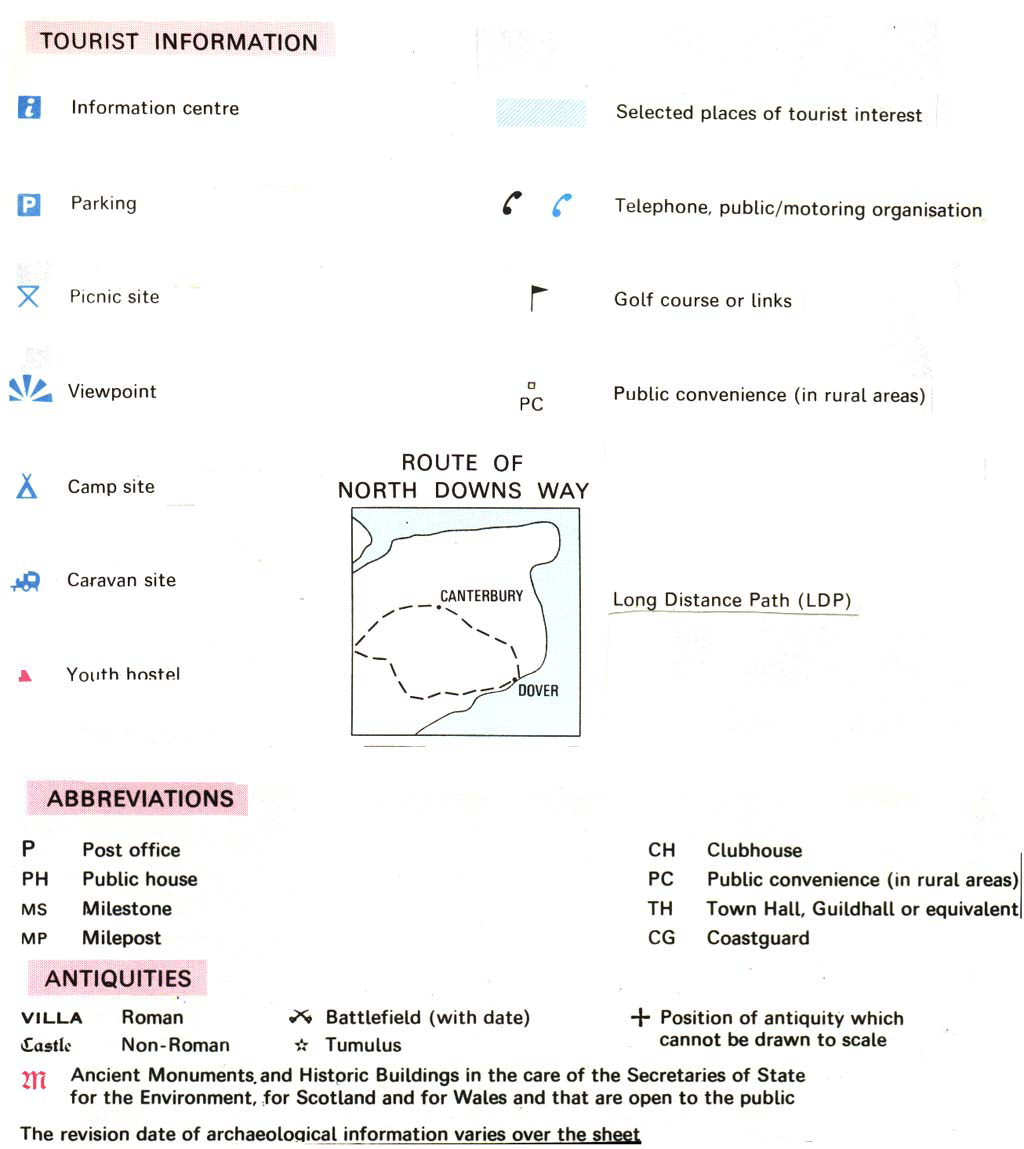 TOURIST INFORMATION
i Information centre
Selected places of tourist interest
P Parking
Telephone, public/motoring organisation
Picnic site
Golf course or links
Viewpoint
PC
Public convenience (in rural areas)
ROUTE OF
NORTH DOWNS WAY
Camp site
CANTERBURY
DOVER
Caravan site
Long Distance Path (LDP)
Youth hostel
ABBREVIATIONS
P Post office
PH Public house
MS Milestone
MP Milepost
CH Clubhouse
PC Public convenience (in rural areas)
TH Town Hall, Guildhall or equivalent
CG Coastguard
ANTIQUITIES
VILLA Roman
Castle Non-Roman
Battlefield (with date)
Tumulus
Position of antiquity which
cannot be drawn to scale
M Ancient Monuments and Historic Buildings in the care of the Secretaries of State
for the Environment, for Scotland and for Wales and that are open to the public
The revision date of archaeological information varies over the sheet